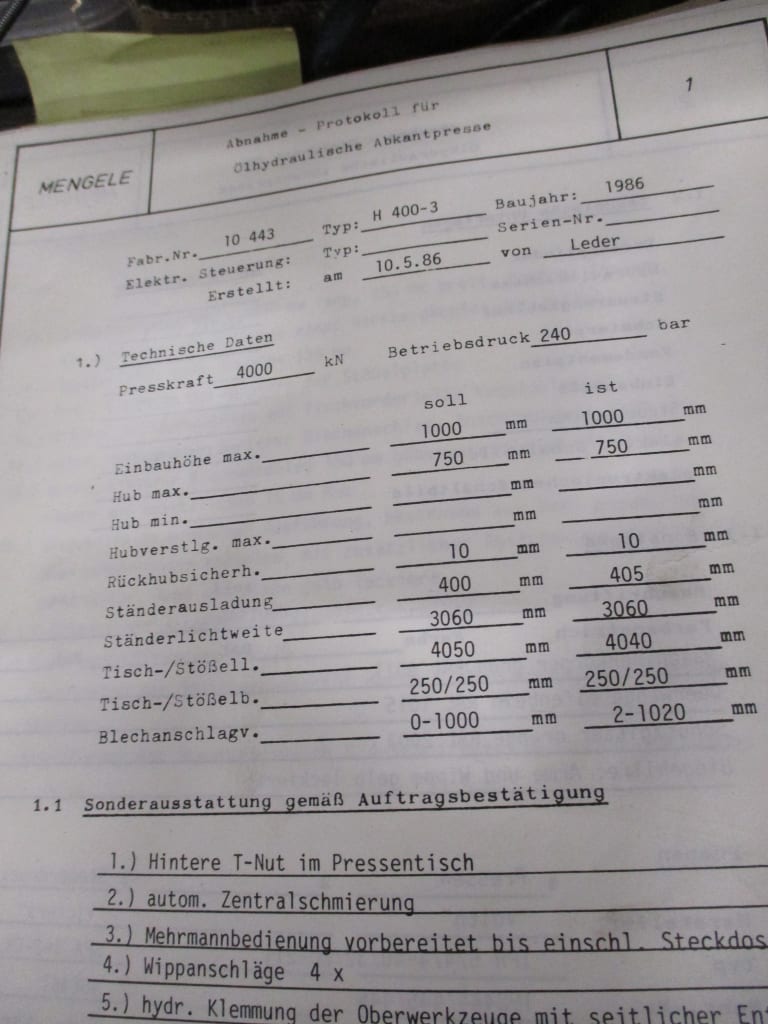 MENGELE
Abnahme - Protokoll für
Ölhydraulische Abkantpresse
1
Fabr.Nr. 10 443 Typ: H 400-3 Baujahr: 1986
Elektr. Steuerung: Typ: Serien-Nr.
Erstellt: am 10.5.86 von Leder
1.) Technische Daten
Presskraft 4000 kN Betriebsdruck 240 bar
soll ist
Einbauhöhe max. 1000 mm 1000 mm
Hub max. 750 mm 750 mm
Hub min. mm mm
Hubverstlg. max. mm mm
Rückhubsicherh. 10 mm 10 mm
Ständerausladung 400 mm 405 mm
Ständerlichtweite 3060 mm 3060 mm
Tisch-/Stößell. 4050 mm 4040 mm
Tisch-/Stößelb. 250/250 mm 250/250 mm
Blechanschlagv. 0-1000 mm 2-1020 mm
1.1 Sonderausstattung gemäß Auftragsbestätigung
1.) Hintere T-Nut im Pressentisch
2.) autom. Zentralschmierung
3.) Mehrmannbedienung vorbereitet bis einschl. Steckdos
4.) Wippanschläge 4 x
5.) hydr. Klemmung der Oberwerkzeuge mit seitlicher Ent